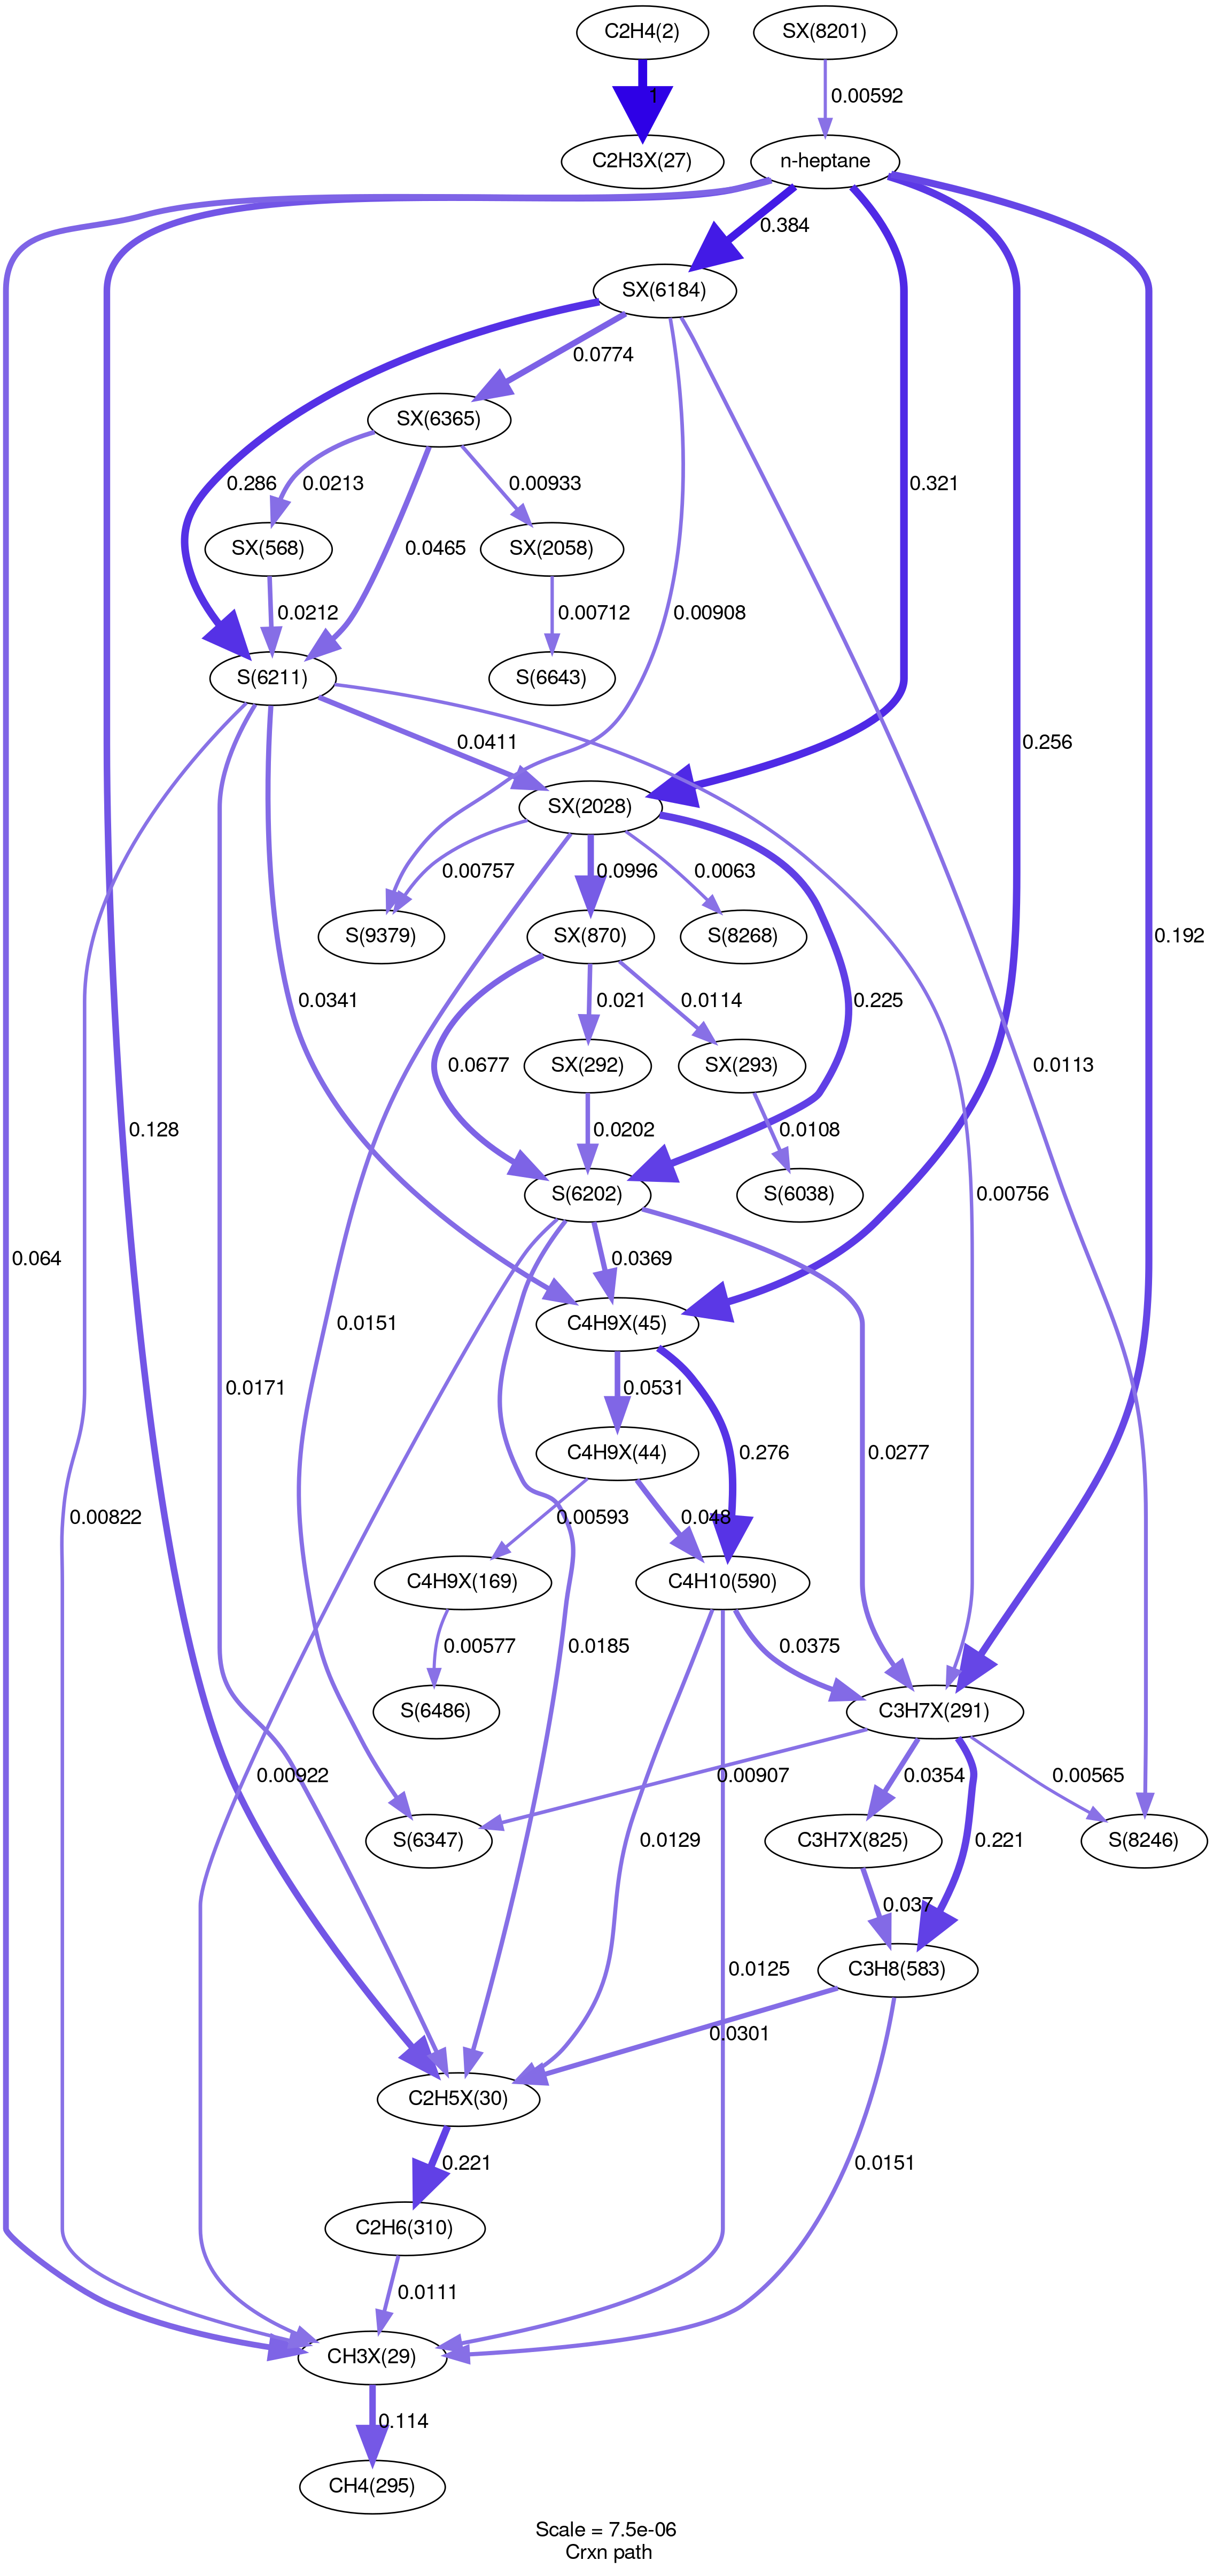 C2H4(2)
SX(8201)
1
0.00592
C2H3X(27)
n-heptane
0.384
SX(6184)
0.0774
SX(6365)
0.286
0.0213
0.00933
0.321
SX(568)
SX(2058)
0.0465
0.0212
0.00712
0.00908
S(6211)
S(6643)
0.0411
0.256
SX(2028)
0.00757
0.0996
0.0063
S(9379)
SX(870)
S(8268)
0.192
0.0341
0.021
0.0114
0.225
0.0677
SX(292)
SX(293)
0.0113
0.128
0.0202
0.0108
S(6202)
S(6038)
0.00756
0.064
0.0369
0.0151
C4H9X(45)
0.0171
0.0531
C4H9X(44)
0.276
0.0277
0.00822
0.00593
0.048
C4H9X(169)
C4H10(590)
0.00577
0.0185
0.0375
S(6486)
C3H7X(291)
0.00922
0.00907
0.0354
0.00565
S(6347)
0.0129
C3H7X(825)
0.221
S(8246)
0.037
0.0125
C3H8(583)
0.0301
C2H5X(30)
0.221
0.0151
C2H6(310)
0.0111
CH3X(29)
0.114
CH4(295)
Scale = 7.5e-06
Crxn path